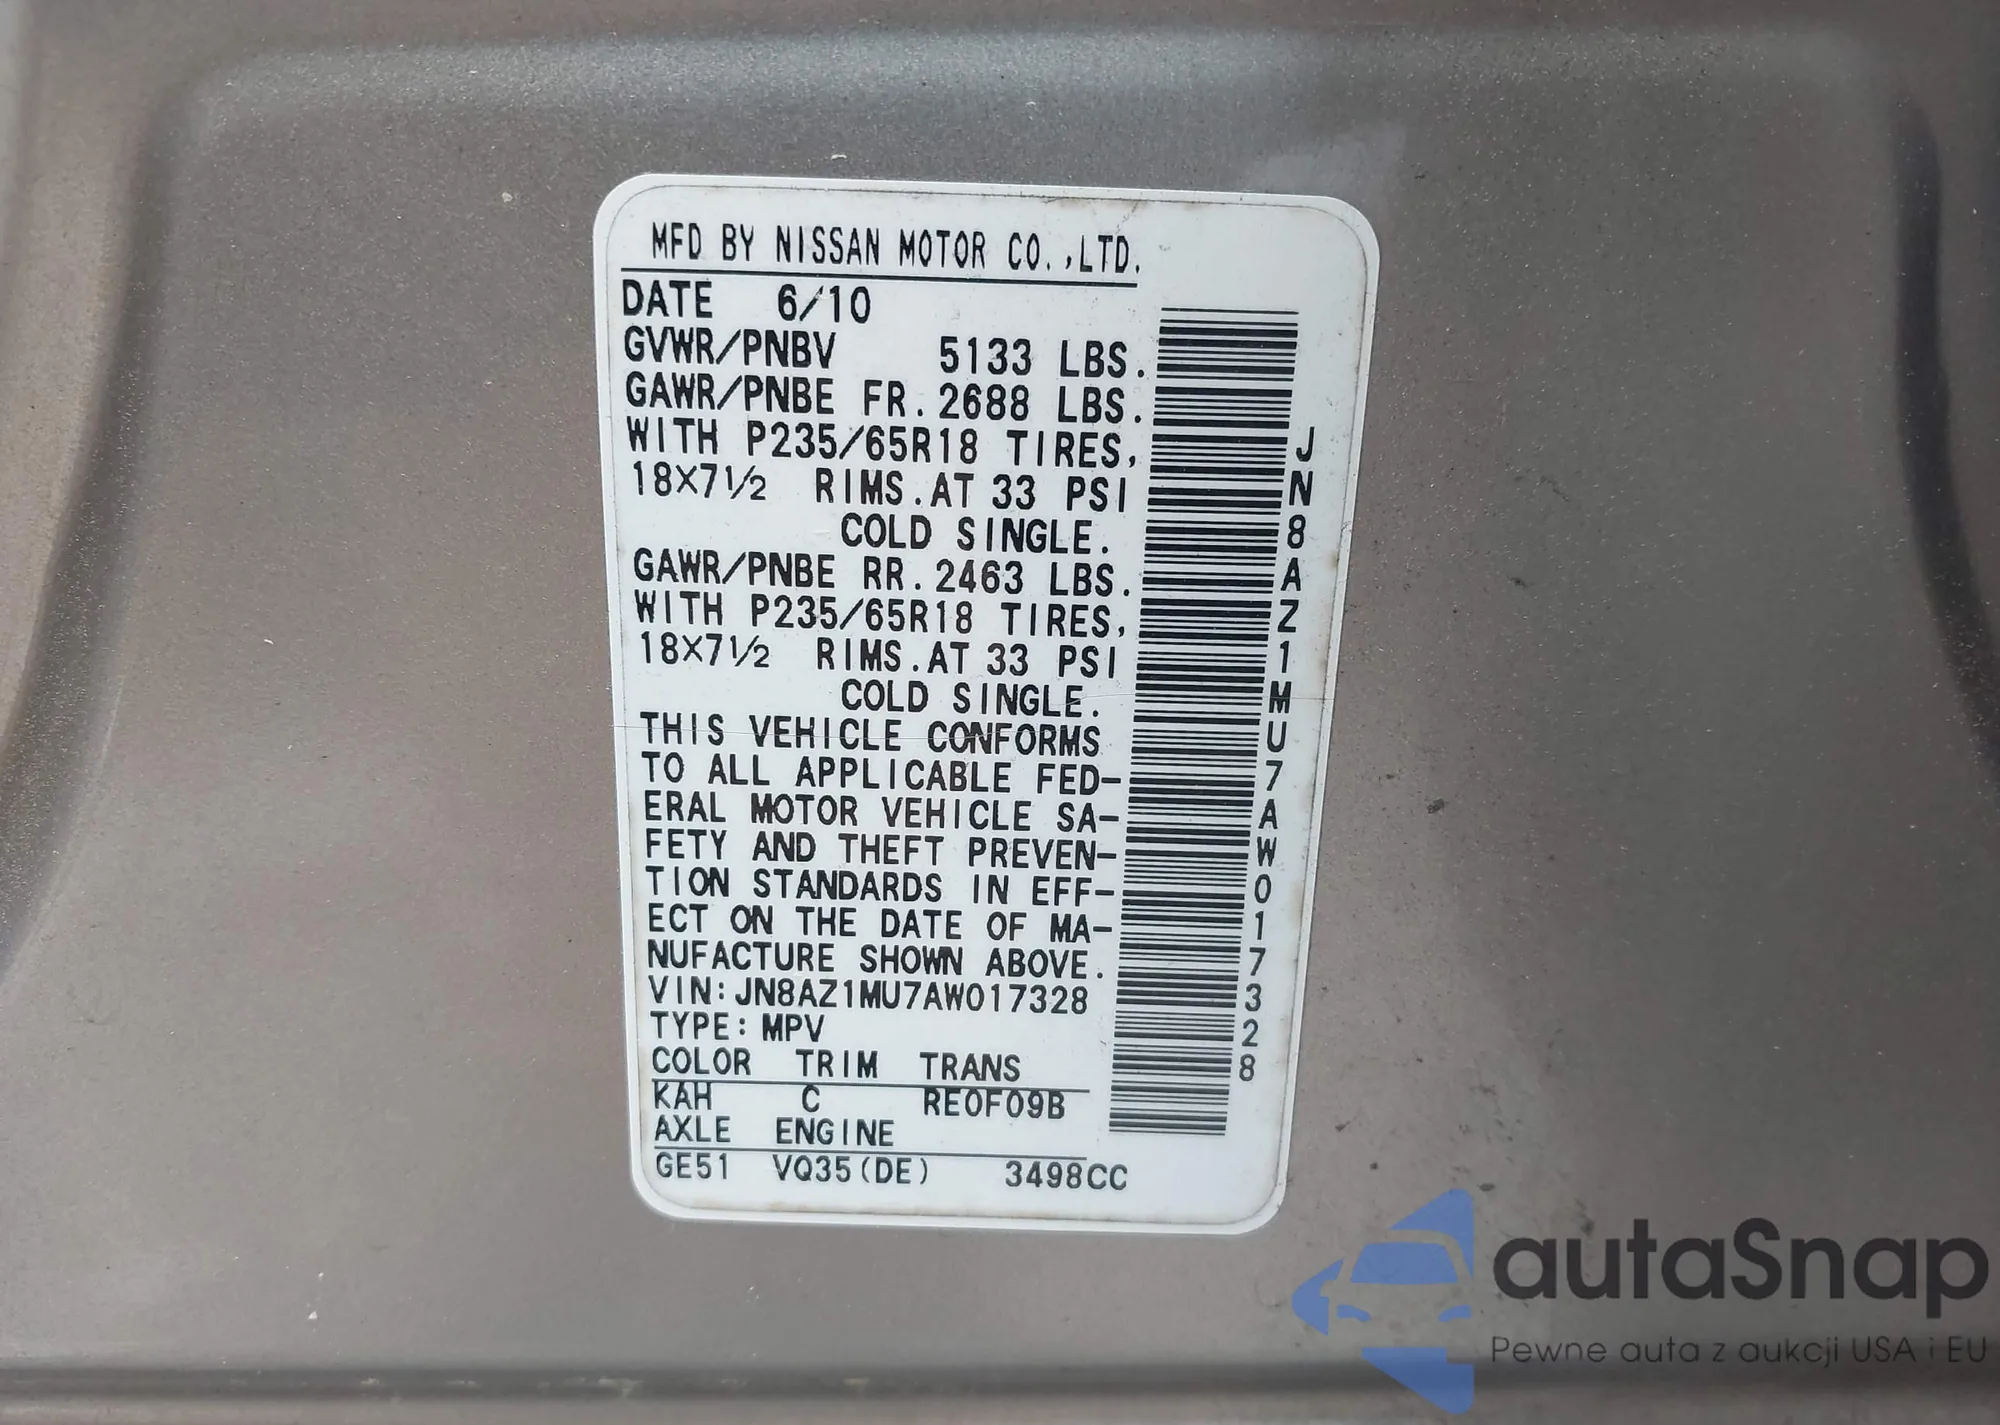 MFD BY NISSAN MOTOR CO.,LTD.
DATE 6/10
GVWR/PNBV 5133 LBS.
GAWR/PNBE FR.2688 LBS.
WITH P235/65R18 TIRES,
18X7½ RIMS.AT 33 PSI
COLD SINGLE.
GAWR/PNBE RR.2463 LBS.
WITH P235/65R18 TIRES,
18X7½ RIMS.AT 33 PSI
COLD SINGLE.
THIS VEHICLE CONFORMS
TO ALL APPLICABLE FED-
ERAL MOTOR VEHICLE SA-
FETY AND THEFT PREVEN-
TION STANDARDS IN EFF-
ECT ON THE DATE OF MA-
NUFACTURE SHOWN ABOVE.
VIN:JN8AZ1MU7AW017328
TYPE:MPV
COLOR TRIM TRANS
KAH C RE0F09B
AXLE ENGINE
GE51 VQ35(DE) 3498CC
JN8AZ1MU7AW017328
autaSnap
Pewne auta z aukcji USA i EU